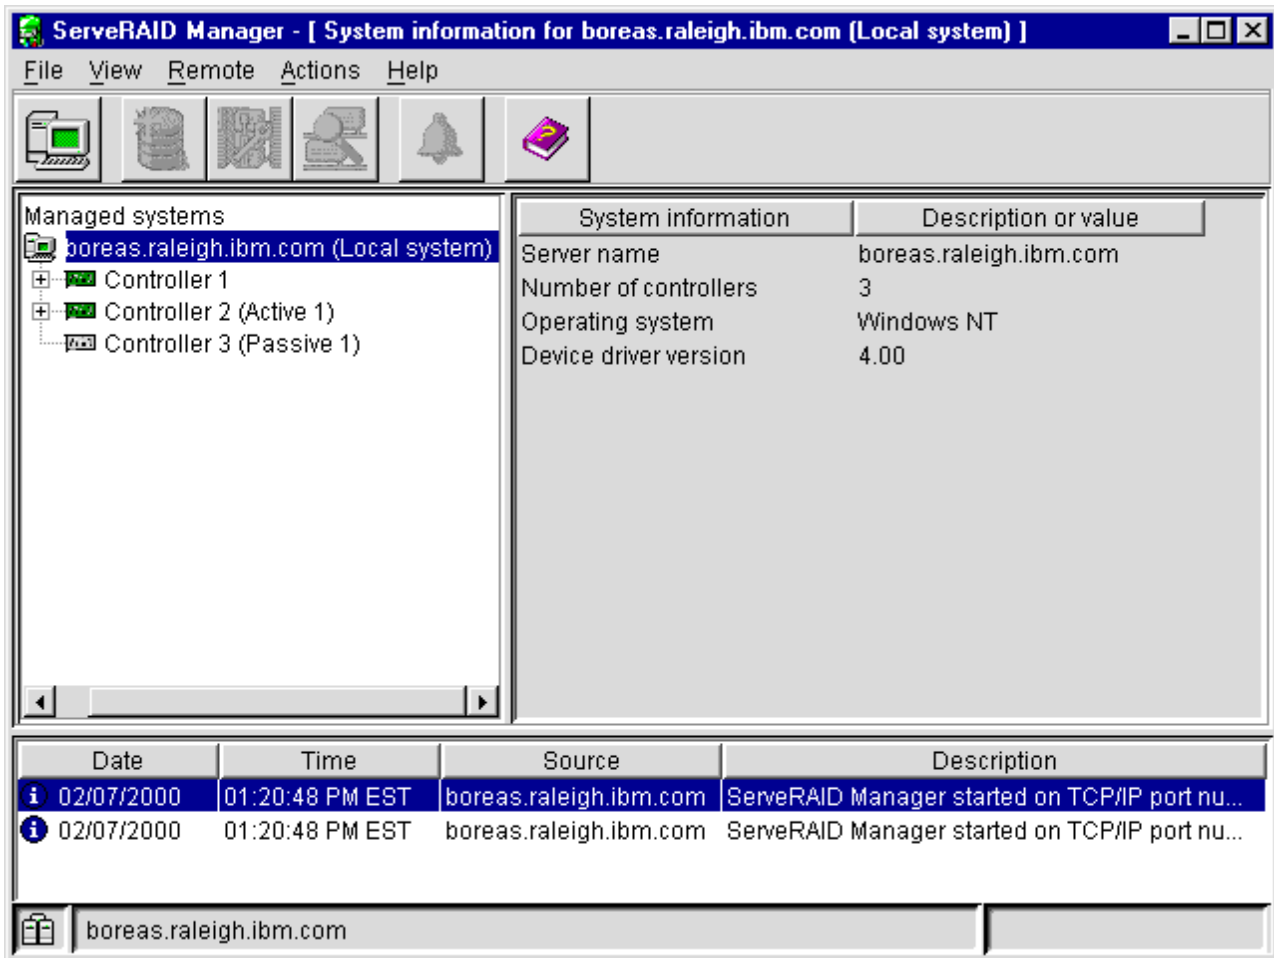 ServeRAID Manager - [ System information for boreas.raleigh.ibm.com (Local system) ]
File View Remote Actions Help
Managed systems
boreas.raleigh.ibm.com (Local system)
Controller 1
Controller 2 (Active 1)
Controller 3 (Passive 1)
System information Description or value
Server name boreas.raleigh.ibm.com
Number of controllers 3
Operating system Windows NT
Device driver version 4.00
Date Time Source Description
02/07/2000 01:20:48 PM EST boreas.raleigh.ibm.com ServeRAID Manager started on TCP/IP port nu...
02/07/2000 01:20:48 PM EST boreas.raleigh.ibm.com ServeRAID Manager started on TCP/IP port nu...
boreas.raleigh.ibm.com